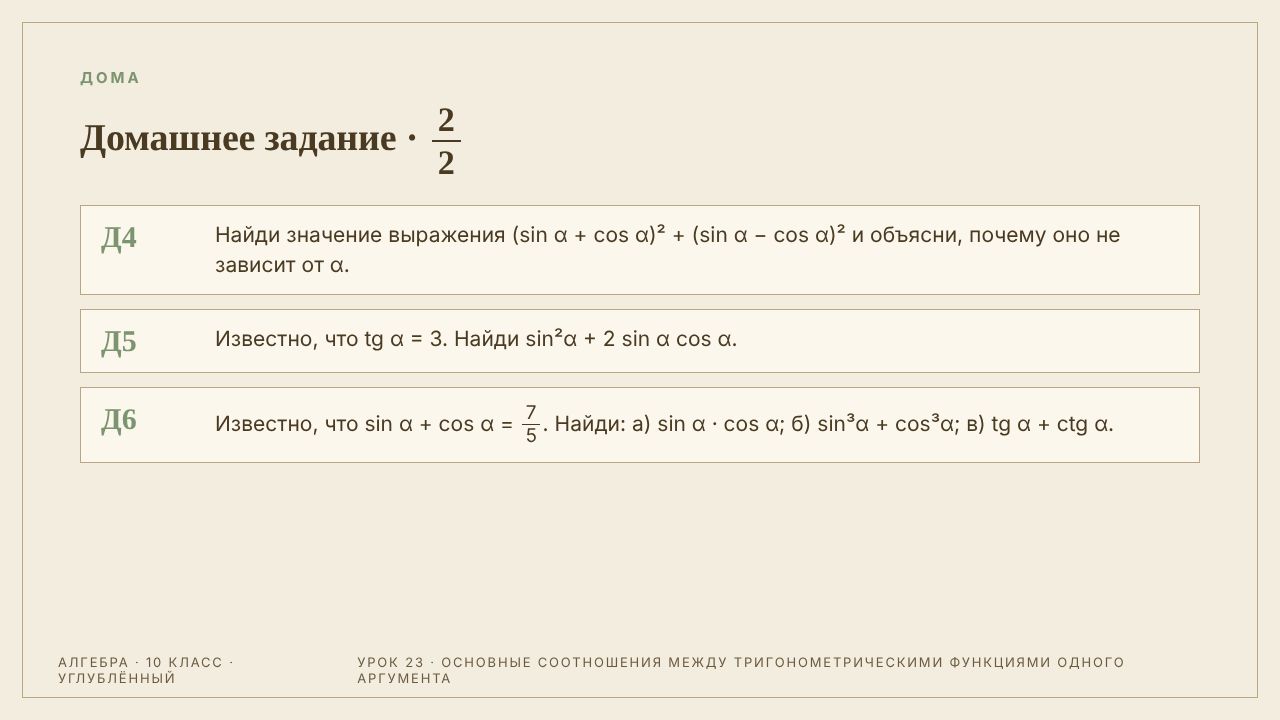 ДОМА
Домашнее задание · 2/2
Д4
Найди значение выражения (sin α + cos α)² + (sin α − cos α)² и объясни, почему оно не
зависит от α.
Д5
Известно, что tg α = 3. Найди sin²α + 2 sin α cos α.
Д6
Известно, что sin α + cos α = 7/5. Найди: а) sin α · cos α; б) sin³α + cos³α; в) tg α + ctg α.
АЛГЕБРА · 10 КЛАСС ·
УГЛУБЛЁННЫЙ
УРОК 23 · ОСНОВНЫЕ СООТНОШЕНИЯ МЕЖДУ ТРИГОНОМЕТРИЧЕСКИМИ ФУНКЦИЯМИ ОДНОГО
АРГУМЕНТА